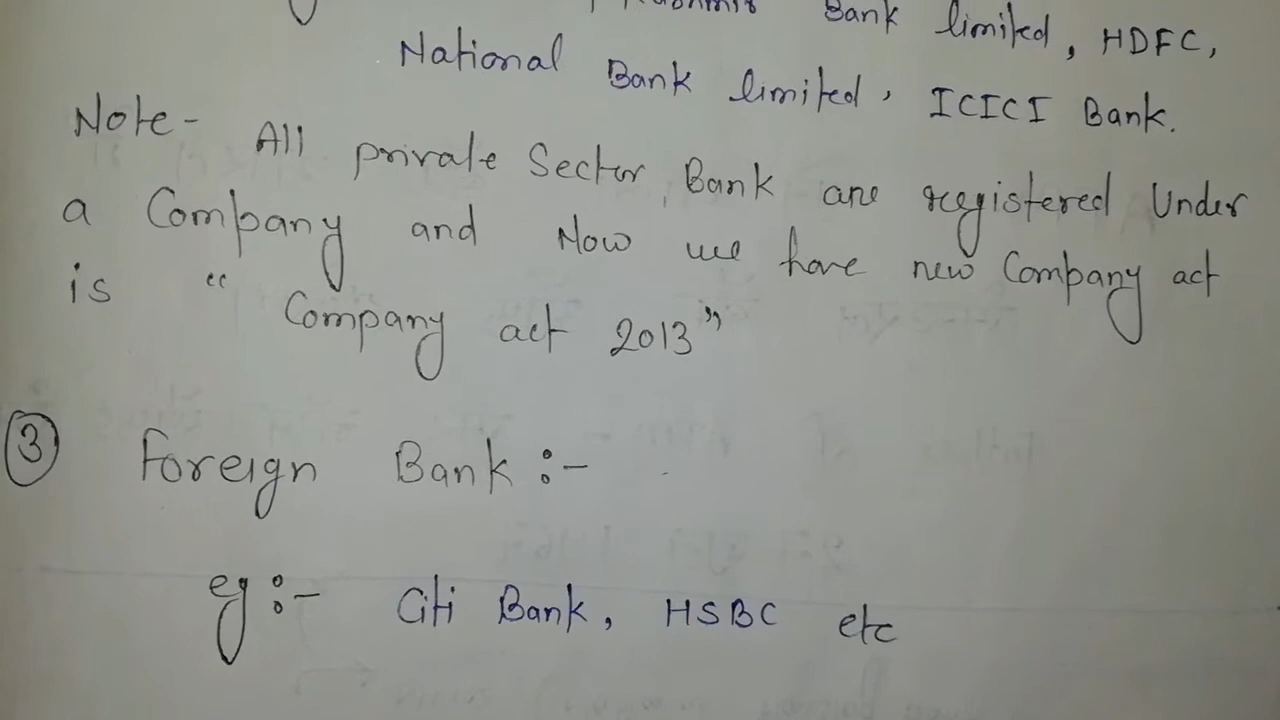 Bank limited, HDFC,
National Bank limited, ICICI Bank.
Note- All private Sector Bank are registered Under
a Company and Now we have new Company act
is " Company act 2013"
3 Foreign Bank :-
eg :- Citi Bank, HSBC etc